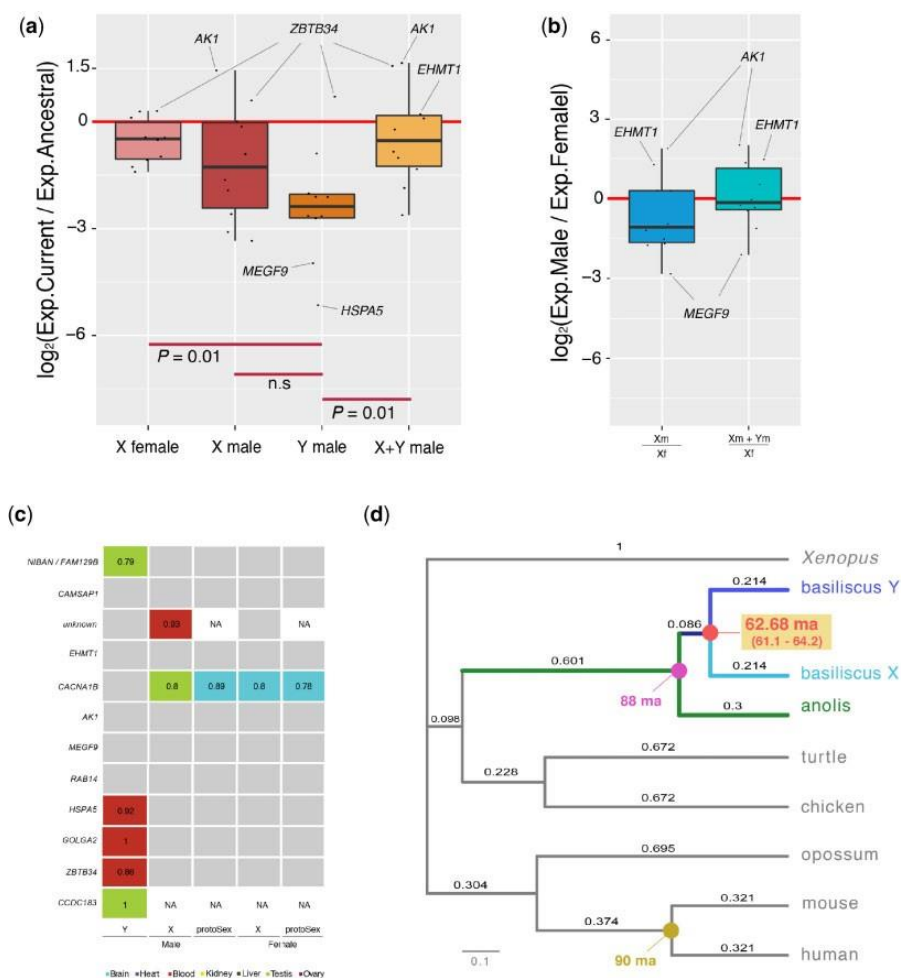 (a)
ZBTB34
AK1
AK1
EHMT1
MEGF9
HSPA5
log2(Exp.Current / Exp.Ancestral)
1.5
0
−3
−6
P = 0.01
n.s
P = 0.01
X female X male Y male X+Y male
(b)
AK1
EHMT1
EHMT1
MEGF9
log2(Exp.Male / Exp.Femalel)
6
3
0
−3
−6
Xm Xm + Ym
Xf Xf
(c)
NIBAN / FAM129B 0.79
CAMSAP1
unknown 0.93 NA NA
EHMT1
CACNA1B 0.8 0.89 0.8 0.78
AK1
MEGF9
RAB14
HSPA5 0.92
GOLGA2 1
ZBTB34 0.86
CCDC183 1 NA NA NA NA
Y X protoSex X protoSex
Male Female
Brain Heart Blood Kidney Liver Testis Ovary
(d)
1 Xenopus
0.214 basiliscus Y
0.086 62.68 ma
(61.1 - 64.2)
0.601
0.214 basiliscus X
88 ma
0.3 anolis
0.098
0.672 turtle
0.228
0.672 chicken
0.695 opossum
0.304
0.321 mouse
0.374
90 ma
0.321 human
0.1